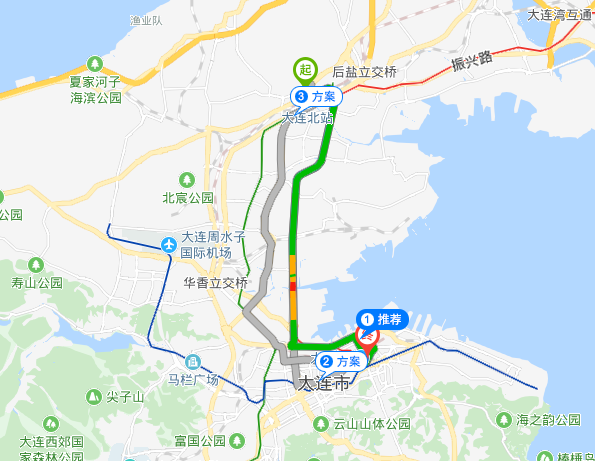 大连湾互通
渔业队
振兴路
后盐立交桥
起
夏家河子
海滨公园
3 方案
大连北站
北宸公园
公园
大连周水子
国际机场
寿山公园
华香立交桥
1 推荐
终
大
2 方案
马栏广场
大连市
尖子山
海之韵公园
云山山体公园
大连西郊国
家森林公园
富国公园
棒棰岛